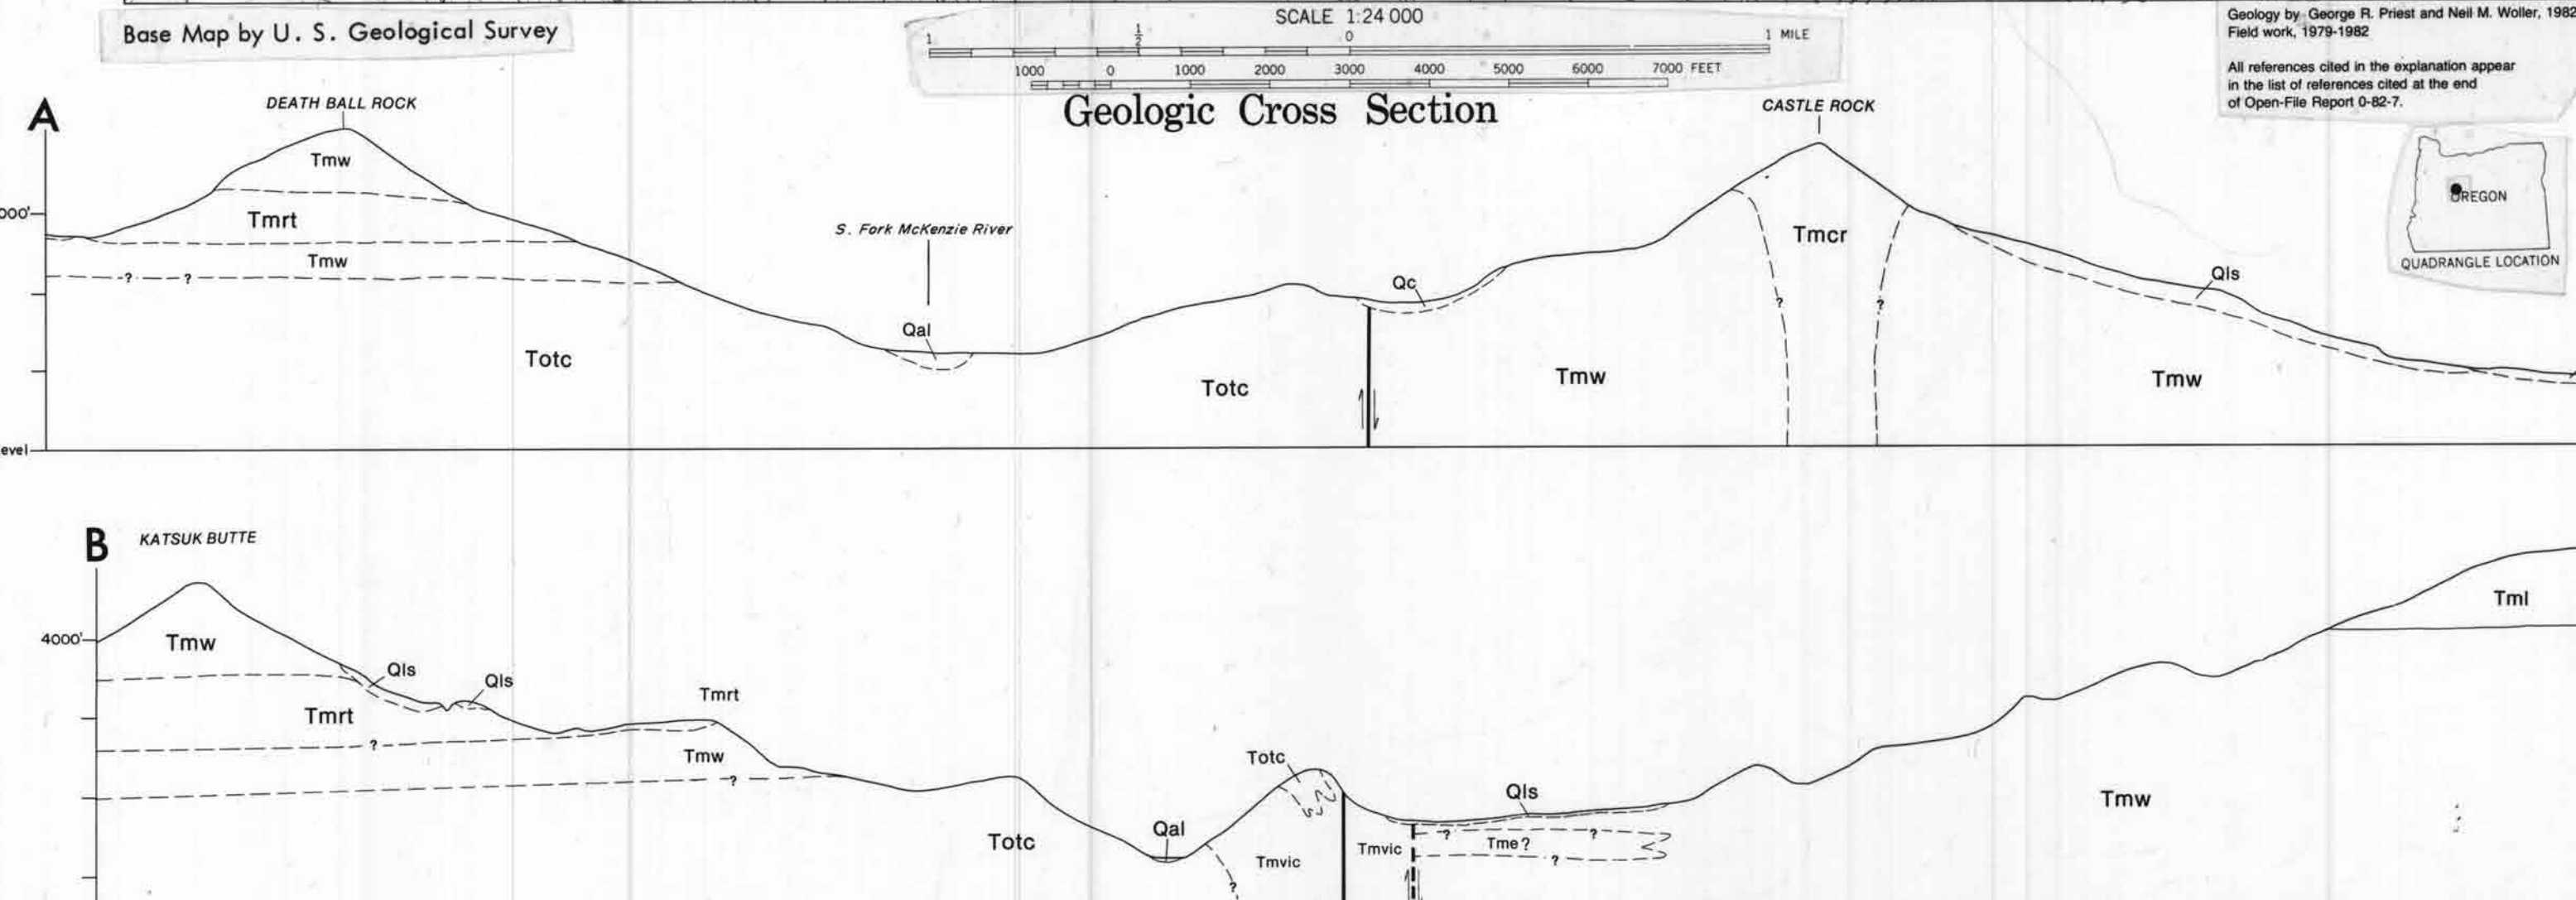 Base Map by U. S. Geological Survey
SCALE 1:24 000
1 ½ 0 1 MILE
1000 0 1000 2000 3000 4000 5000 6000 7000 FEET
Geology by George R. Priest and Neil M. Woller, 1982
Field work, 1979-1982
All references cited in the explanation appear
in the list of references cited at the end
of Open-File Report 0-82-7.
Geologic Cross Section
OREGON
QUADRANGLE LOCATION
A
DEATH BALL ROCK
CASTLE ROCK
Tmw
000'
Tmrt
S. Fork McKenzie River
Tmcr
Tmw
? ?
Qc
Qls
? ?
Qal
Totc
Totc
Tmw
Tmw
evel
B
KATSUK BUTTE
4000'
Tmw
Tml
Qls
Qls
Tmrt
Tmrt
?
Tmw
?
Totc
Qls
Tmw
Totc
Qal
Tmvic
Tmvic
? ?
Tme?
?
?